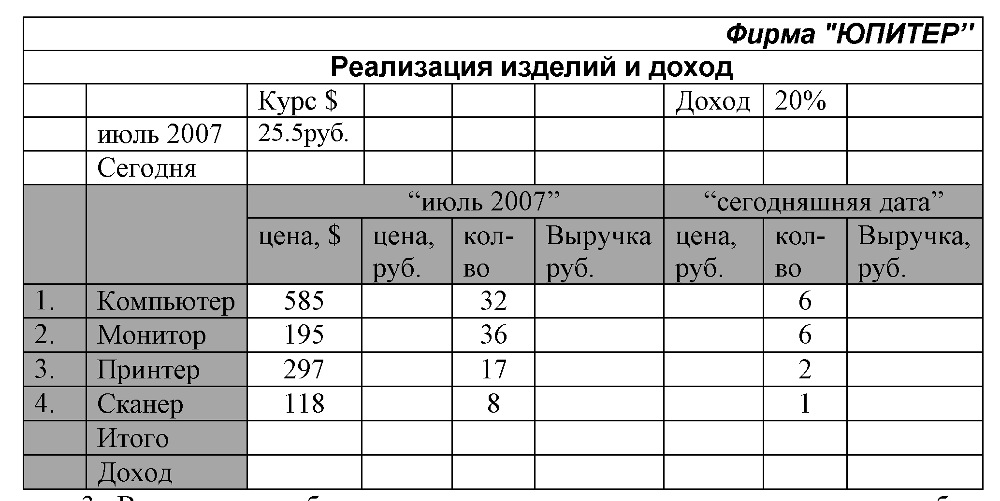 Фирма "ЮПИТЕР’’
Реализация изделий и доход
Курс $ Доход 20%
июль 2007 25.5руб.
Сегодня
“июль 2007” “сегодняшняя дата”
цена, $ цена, руб. кол-во Выручка руб. цена, руб. кол-во Выручка, руб.
1. Компьютер 585 32 6
2. Монитор 195 36 6
3. Принтер 297 17 2
4. Сканер 118 8 1
Итого
Доход